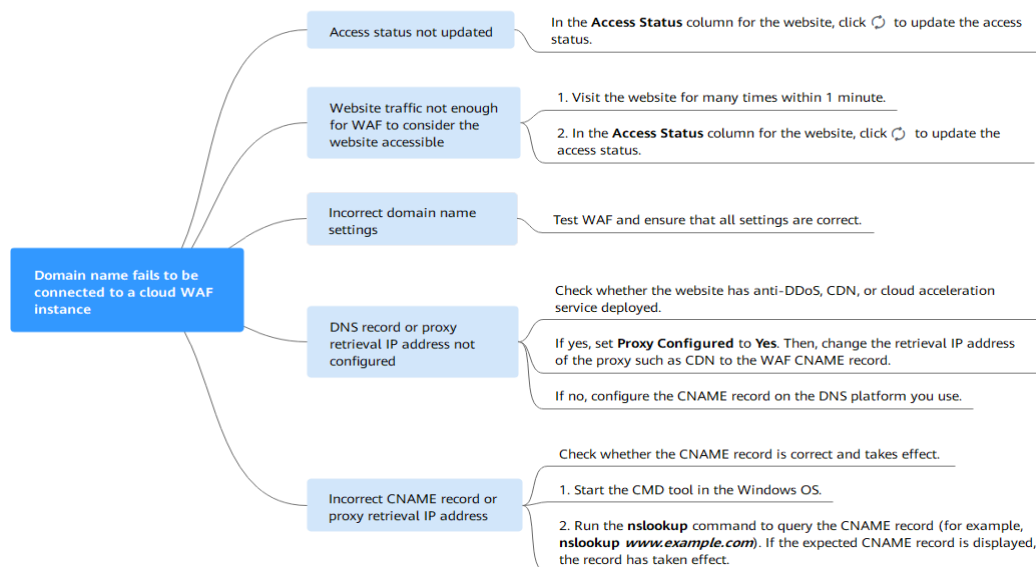 Domain name fails to be
connected to a cloud WAF
instance
Access status not updated
In the Access Status column for the website, click to update the access
status.
Website traffic not enough
for WAF to consider the
website accessible
1. Visit the website for many times within 1 minute.
2. In the Access Status column for the website, click to update the
access status.
Incorrect domain name
settings
Test WAF and ensure that all settings are correct.
DNS record or proxy
retrieval IP address not
configured
Check whether the website has anti-DDoS, CDN, or cloud acceleration
service deployed.
If yes, set Proxy Configured to Yes. Then, change the retrieval IP address
of the proxy such as CDN to the WAF CNAME record.
If no, configure the CNAME record on the DNS platform you use.
Incorrect CNAME record or
proxy retrieval IP address
Check whether the CNAME record is correct and takes effect.
1. Start the CMD tool in the Windows OS.
2. Run the nslookup command to query the CNAME record (for example,
nslookup www.example.com). If the expected CNAME record is displayed,
the record has taken effect.